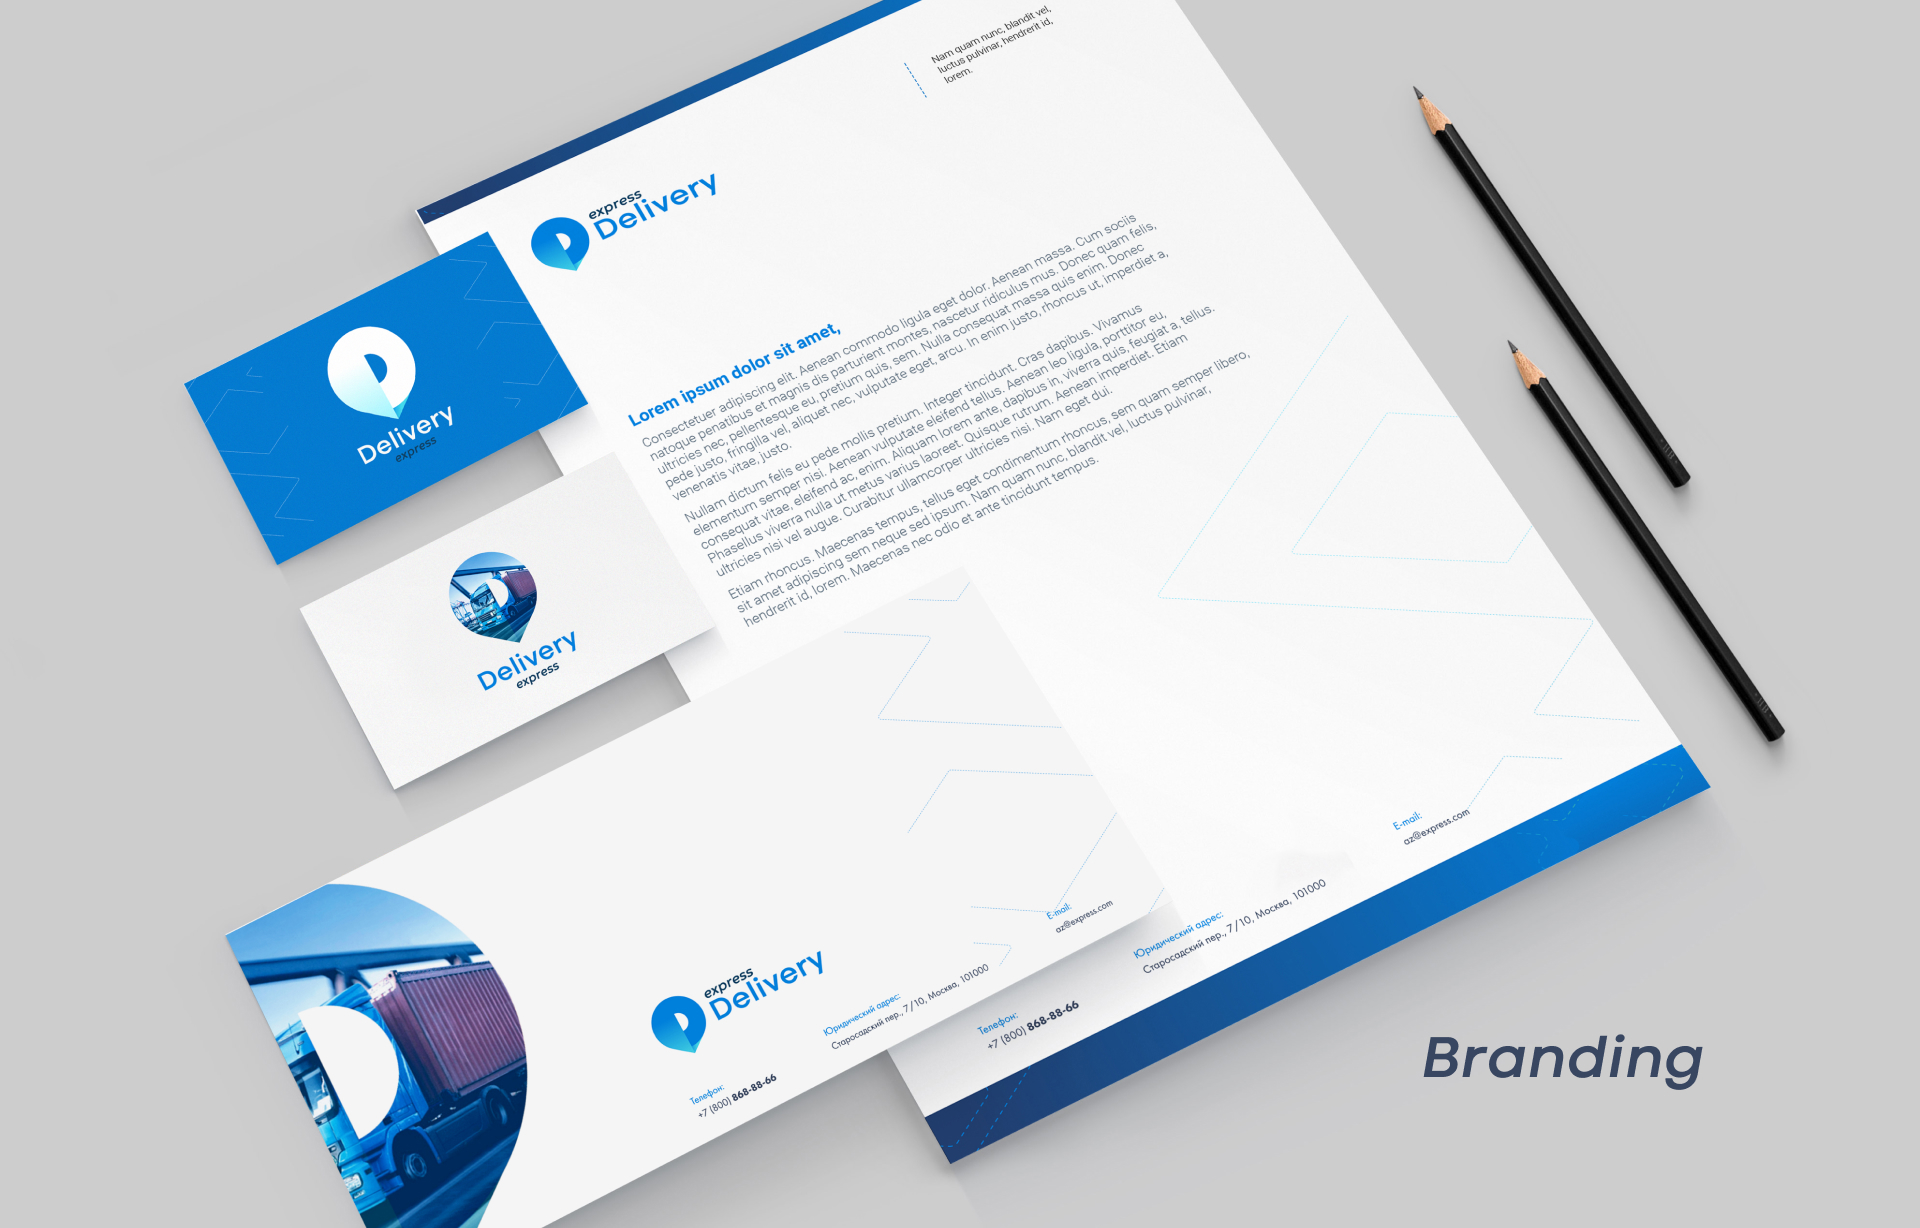 Nam quam nunc, blandit vel,
luctus pulvinar, hendrerit id,
lorem.
express
Delivery
Lorem ipsum dolor sit amet,
Consectetuer adipiscing elit. Aenean commodo ligula eget dolor. Aenean massa. Cum sociis
natoque penatibus et magnis dis parturient montes, nascetur ridiculus mus. Donec quam felis,
ultricies nec, pellentesque eu, pretium quis, sem. Nulla consequat massa quis enim. Donec
pede justo, fringilla vel, aliquet nec, vulputate eget, arcu. In enim justo, rhoncus ut, imperdiet a,
venenatis vitae, justo.
Nullam dictum felis eu pede mollis pretium. Integer tincidunt. Cras dapibus. Vivamus
elementum semper nisi. Aenean vulputate eleifend tellus. Aenean leo ligula, porttitor eu,
consequat vitae, eleifend ac, enim. Aliquam lorem ante, dapibus in, viverra quis, feugiat a, tellus.
Phasellus viverra nulla ut metus varius laoreet. Quisque rutrum. Aenean imperdiet. Etiam
ultricies nisi vel augue. Curabitur ullamcorper ultricies nisi. Nam eget dui.
Etiam rhoncus. Maecenas tempus, tellus eget condimentum rhoncus, sem quam semper libero,
sit amet adipiscing sem neque sed ipsum. Nam quam nunc, blandit vel, luctus pulvinar,
hendrerit id, lorem. Maecenas nec odio et ante tincidunt tempus.
Delivery
express
Delivery
express
E-mail:
az@express.com
Юридический адрес:
Старосадский пер., 7/10, Москва, 101000
Телефон:
+7 (800) 868-88-66
express
Delivery
E-mail:
az@express.com
Юридический адрес:
Старосадский пер., 7/10, Москва, 101000
Телефон:
+7 (800) 868-88-66
Branding